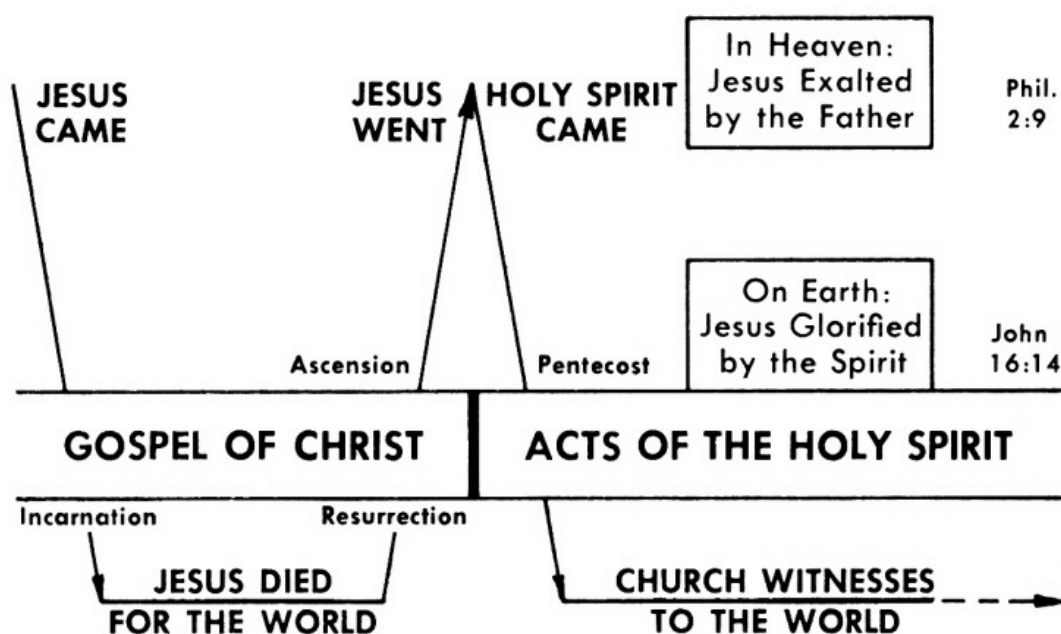 JESUS
CAME
JESUS
WENT
HOLY SPIRIT
CAME
In Heaven:
Jesus Exalted
by the Father
Phil.
2:9
Ascension
Pentecost
On Earth:
Jesus Glorified
by the Spirit
John
16:14
GOSPEL OF CHRIST
ACTS OF THE HOLY SPIRIT
Incarnation
Resurrection
JESUS DIED
FOR THE WORLD
CHURCH WITNESSES
TO THE WORLD